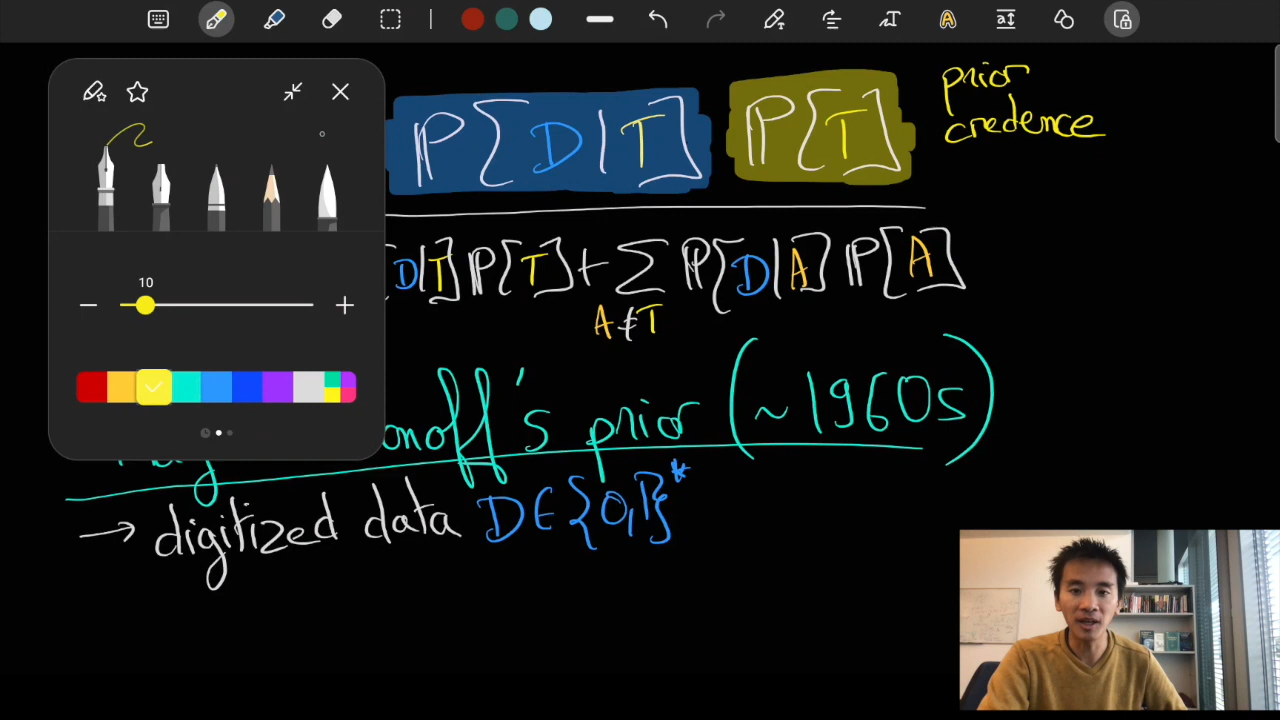 P[D|T] P[T]
prior
credence
D|T]P[T]+∑ P[D|A]P[A]
A≠T
onoff's prior (~1960s)
→ digitized data D∈{0,1}*
10